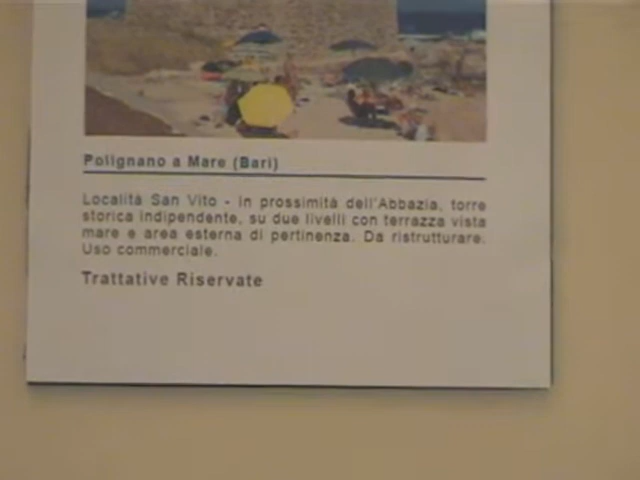 Polignano a Mare (Bari)
Località San Vito - In prossimità dell'Abbazia, torre
storica indipendente, su due livelli con terrazza vista
mare e area esterna di pertinenza. Da ristrutturare.
Uso commerciale.
Trattative Riservate